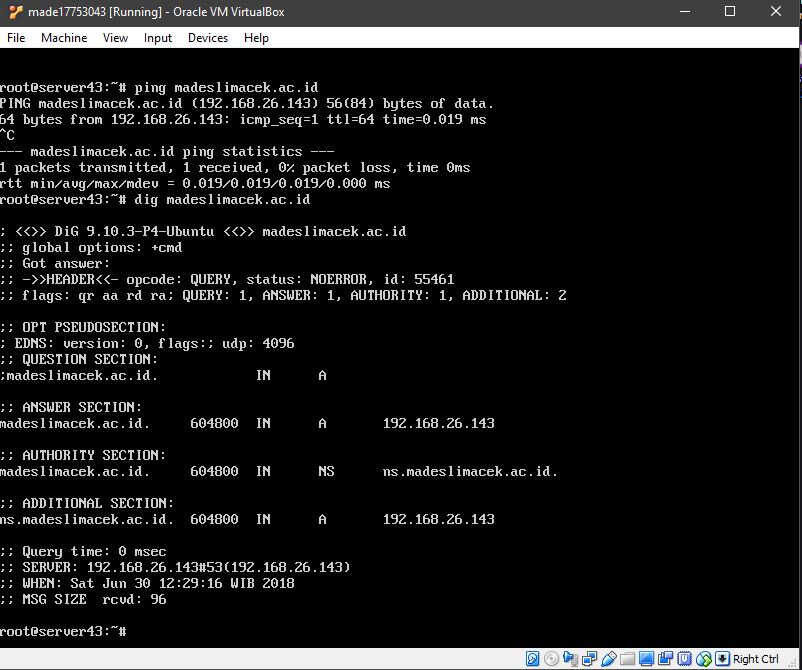 made17753043 [Running] - Oracle VM VirtualBox
File Machine View Input Devices Help
root@server43:~# ping madeslimacek.ac.id
PING madeslimacek.ac.id (192.168.26.143) 56(84) bytes of data.
64 bytes from 192.168.26.143: icmp_seq=1 ttl=64 time=0.019 ms
^C
--- madeslimacek.ac.id ping statistics ---
1 packets transmitted, 1 received, 0% packet loss, time 0ms
rtt min/avg/max/mdev = 0.019/0.019/0.019/0.000 ms
root@server43:~# dig madeslimacek.ac.id
; <<>> DiG 9.10.3-P4-Ubuntu <<>> madeslimacek.ac.id
;; global options: +cmd
;; Got answer:
;; ->>HEADER<<- opcode: QUERY, status: NOERROR, id: 55461
;; flags: qr aa rd ra; QUERY: 1, ANSWER: 1, AUTHORITY: 1, ADDITIONAL: 2
;; OPT PSEUDOSECTION:
; EDNS: version: 0, flags:; udp: 4096
;; QUESTION SECTION:
;madeslimacek.ac.id. IN A
;; ANSWER SECTION:
madeslimacek.ac.id. 604800 IN A 192.168.26.143
;; AUTHORITY SECTION:
madeslimacek.ac.id. 604800 IN NS ns.madeslimacek.ac.id.
;; ADDITIONAL SECTION:
ns.madeslimacek.ac.id. 604800 IN A 192.168.26.143
;; Query time: 0 msec
;; SERVER: 192.168.26.143#53(192.168.26.143)
;; WHEN: Sat Jun 30 12:29:16 WIB 2018
;; MSG SIZE rcvd: 96
root@server43:~#
Right Ctrl